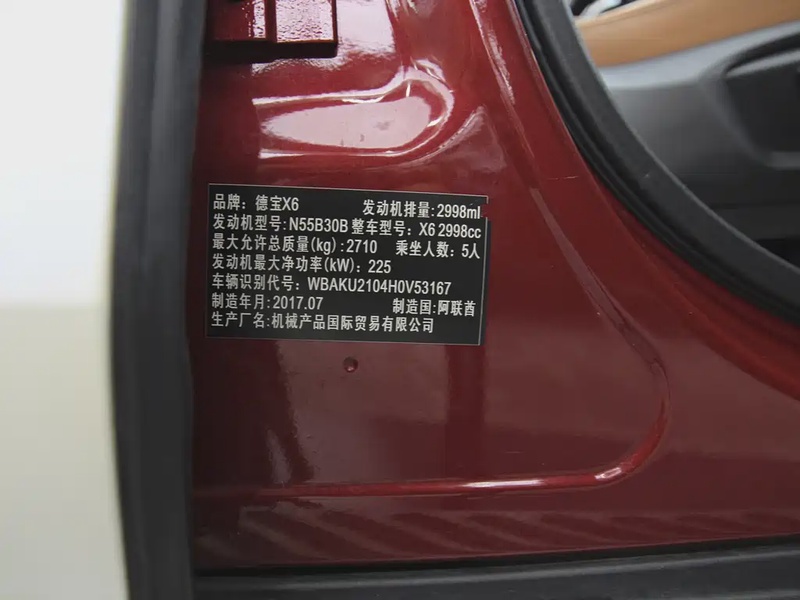 品牌: 德宝X6 发动机排量:2998ml
发动机型号:N55B30B 整车型号: X6 2998cc
最大允许总质量(kg):2710 乘坐人数: 5人
发动机最大净功率(kW): 225
车辆识别代号: WBAKU2104H0V53167
制造年月:2017.07 制造国:阿联酋
生产厂名:机械产品国际贸易有限公司